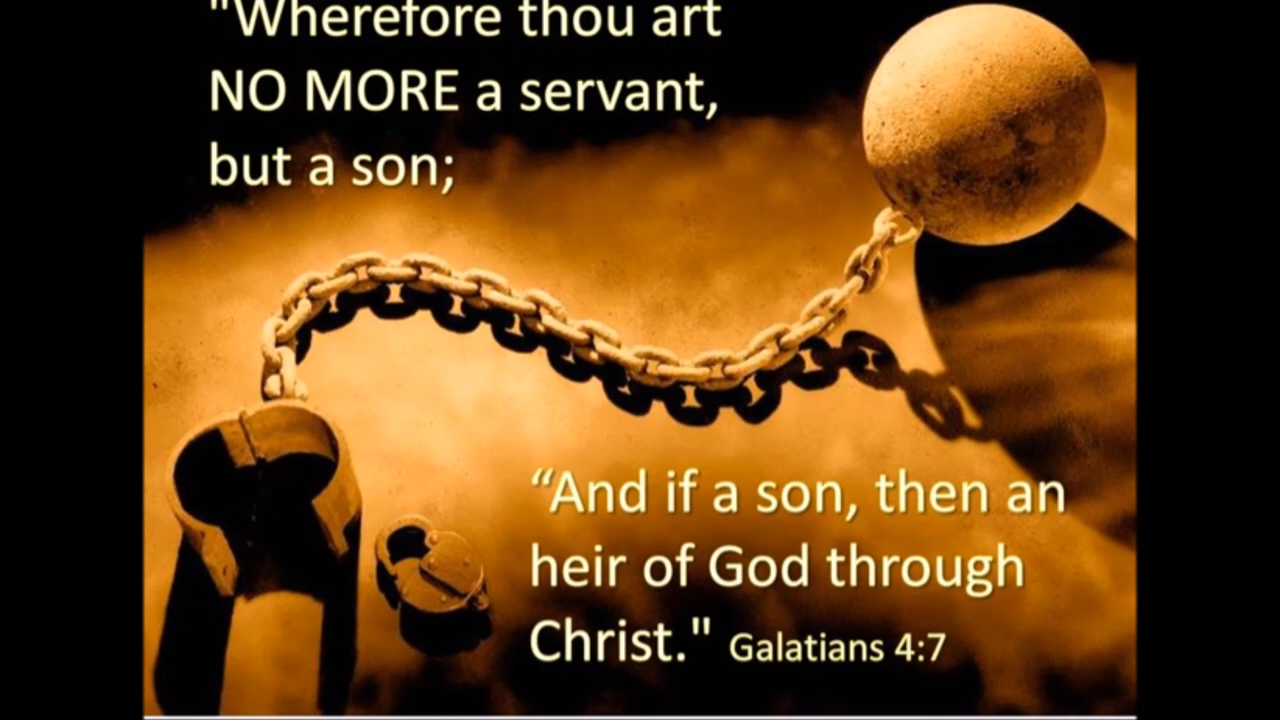 "Wherefore thou art
NO MORE a servant,
but a son;
“And if a son, then an
heir of God through
Christ." Galatians 4:7